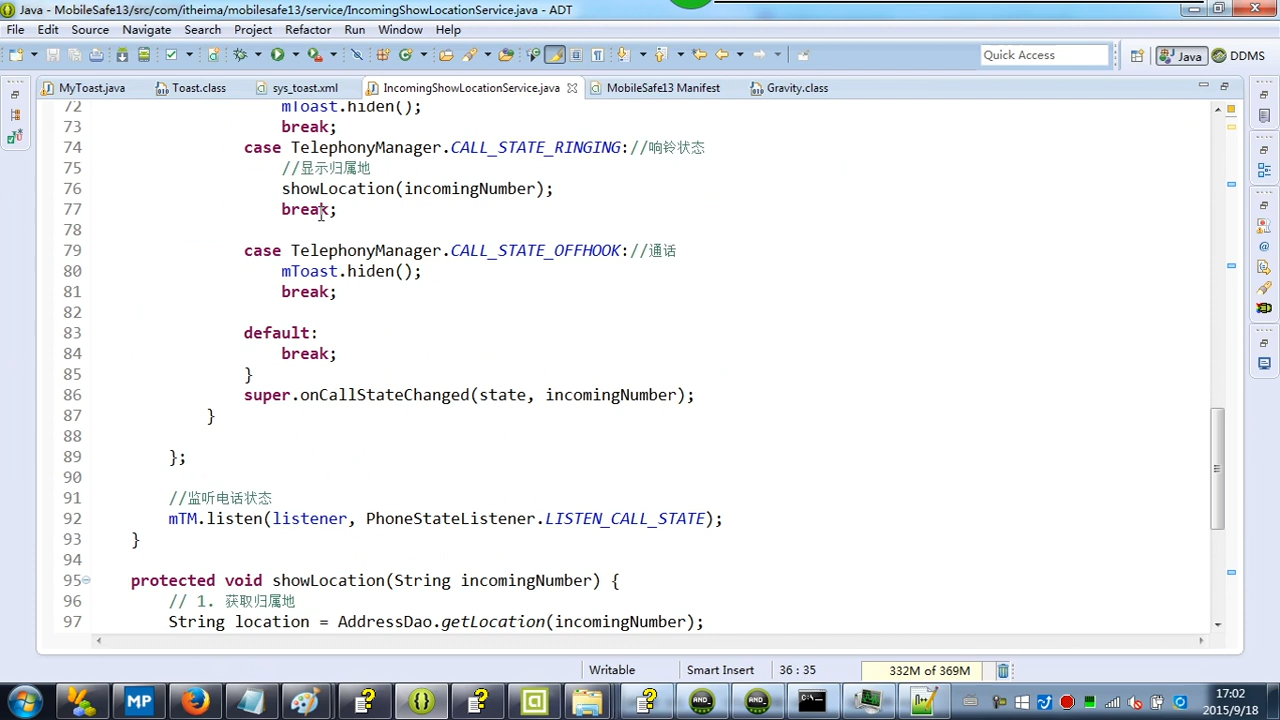 Java - MobileSafe13/src/com/itheima/mobilesafe13/service/IncomingShowLocationService.java - ADT
File Edit Source Navigate Search Project Refactor Run Window Help
Quick Access Java DDMS
MyToast.java Toast.class sys_toast.xml IncomingShowLocationService.java MobileSafe13 Manifest Gravity.class
72 mToast.hiden();
73 break;
74 case TelephonyManager.CALL_STATE_RINGING://响铃状态
75 //显示归属地
76 showLocation(incomingNumber);
77 break;
78
79 case TelephonyManager.CALL_STATE_OFFHOOK://通话
80 mToast.hiden();
81 break;
82
83 default:
84 break;
85 }
86 super.onCallStateChanged(state, incomingNumber);
87 }
88
89 };
90
91 //监听电话状态
92 mTM.listen(listener, PhoneStateListener.LISTEN_CALL_STATE);
93 }
94
95 protected void showLocation(String incomingNumber) {
96 // 1. 获取归属地
97 String location = AddressDao.getLocation(incomingNumber);
Writable Smart Insert 36 : 35 332M of 369M
MP
17:02
2015/9/18